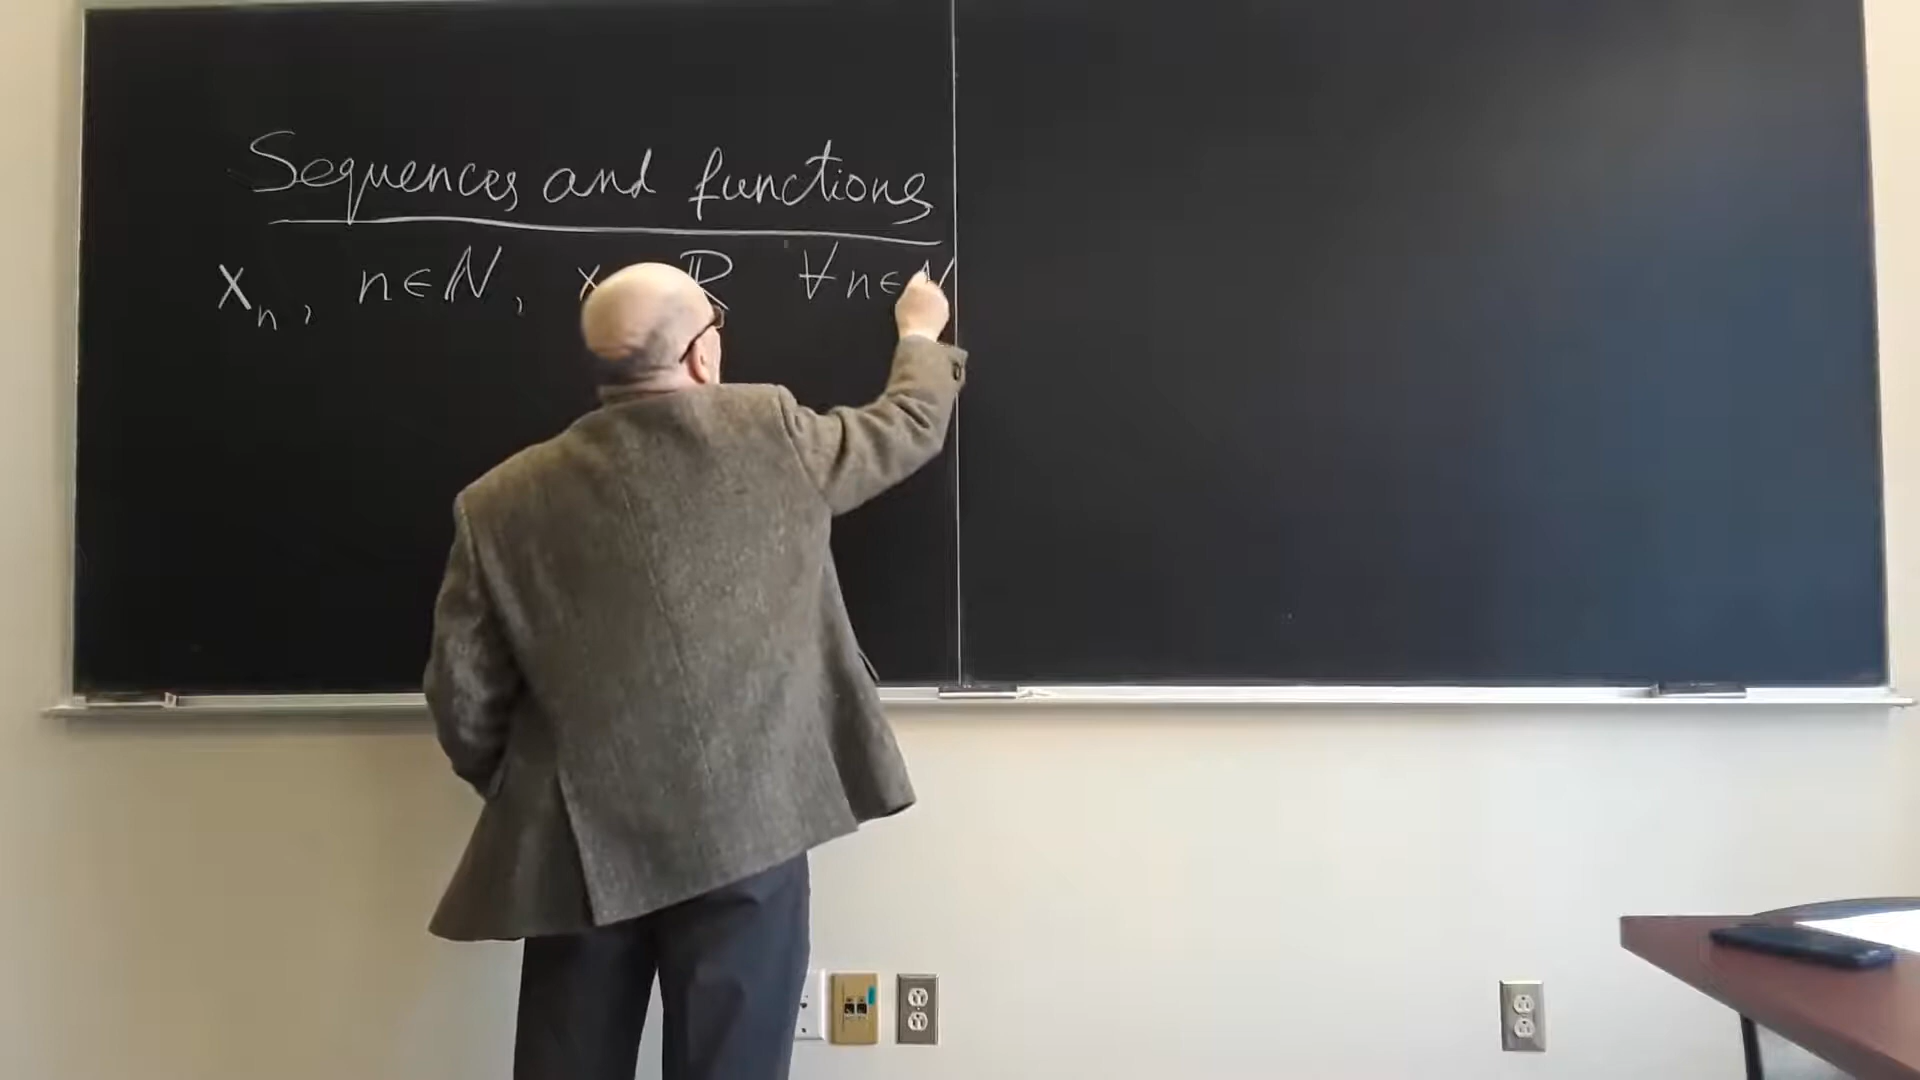 Sequences and functions
xₙ, n∈ℕ, x ℝ ∀n∈ℕ